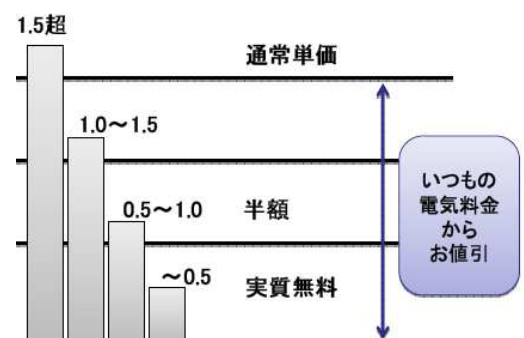 1.5超
通常単価
1.0～1.5
いつもの
電気料金
から
お値引
0.5～1.0
半額
～0.5
実質無料